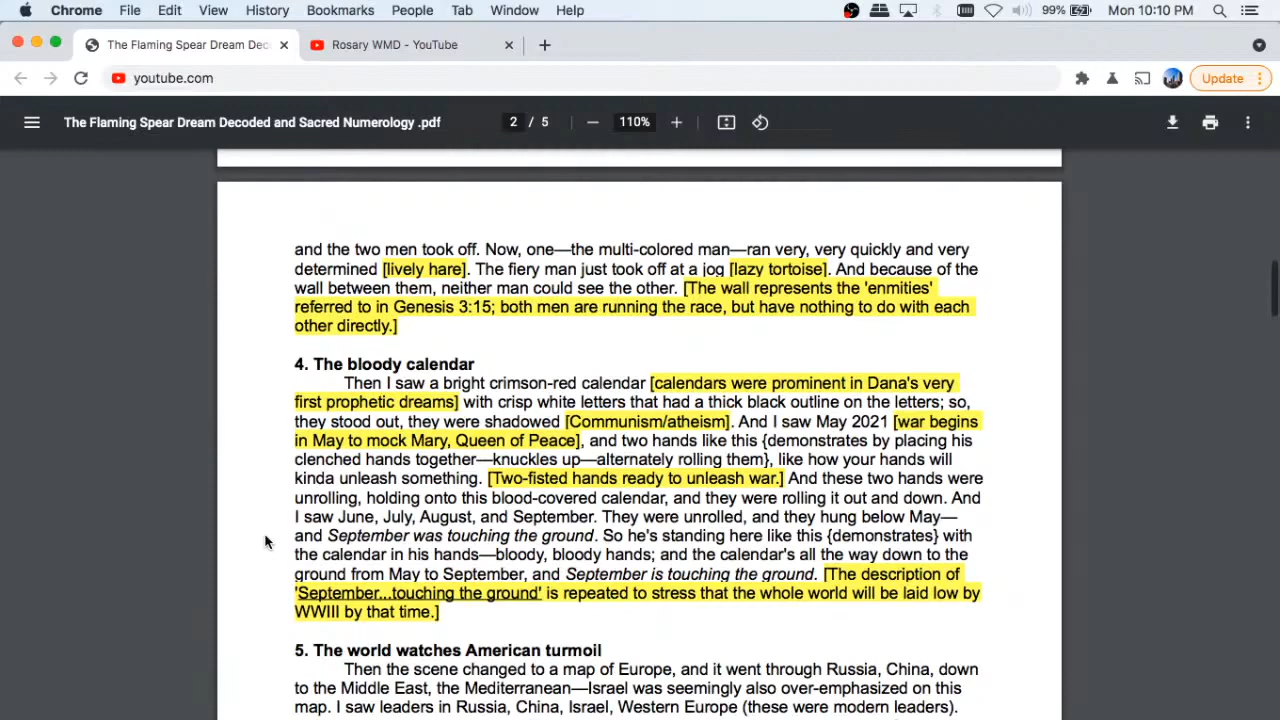 Chrome File Edit View History Bookmarks People Tab Window Help 99% Mon 10:10 PM
The Flaming Spear Dream Dec Rosary WMD - YouTube
youtube.com Update
The Flaming Spear Dream Decoded and Sacred Numerology .pdf 2 / 5 110%
and the two men took off. Now, one—the multi-colored man—ran very, very quickly and very
determined [lively hare]. The fiery man just took off at a jog [lazy tortoise]. And because of the
wall between them, neither man could see the other. [The wall represents the 'enmities'
referred to in Genesis 3:15; both men are running the race, but have nothing to do with each
other directly.]
4. The bloody calendar
Then I saw a bright crimson-red calendar [calendars were prominent in Dana's very
first prophetic dreams] with crisp white letters that had a thick black outline on the letters; so,
they stood out, they were shadowed [Communism/atheism]. And I saw May 2021 [war begins
in May to mock Mary, Queen of Peace], and two hands like this {demonstrates by placing his
clenched hands together—knuckles up—alternately rolling them}, like how your hands will
kinda unleash something. [Two-fisted hands ready to unleash war.] And these two hands were
unrolling, holding onto this blood-covered calendar, and they were rolling it out and down. And
I saw June, July, August, and September. They were unrolled, and they hung below May—
and September was touching the ground. So he's standing here like this {demonstrates} with
the calendar in his hands—bloody, bloody hands; and the calendar's all the way down to the
ground from May to September, and September is touching the ground. [The description of
'September...touching the ground' is repeated to stress that the whole world will be laid low by
WWIII by that time.]
5. The world watches American turmoil
Then the scene changed to a map of Europe, and it went through Russia, China, down
to the Middle East, the Mediterranean—Israel was seemingly also over-emphasized on this
map. I saw leaders in Russia, China, Israel, Western Europe (these were modern leaders).